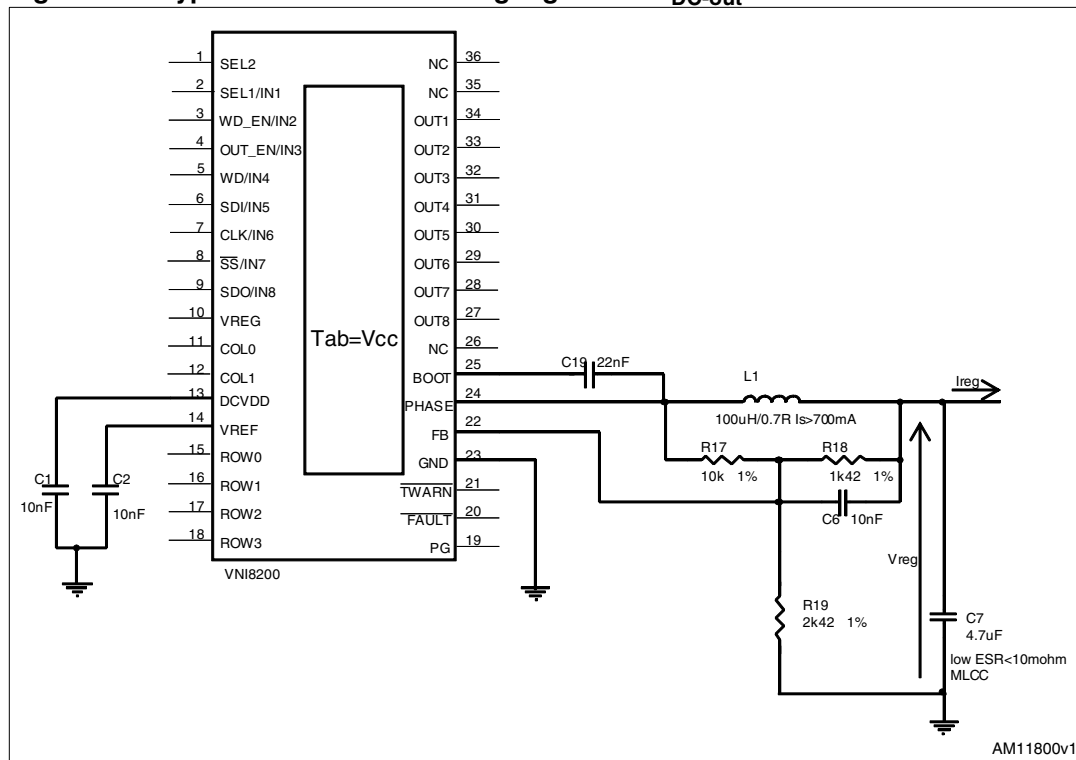 1 SEL2
2 SEL1/IN1
3 WD_EN/IN2
4 OUT_EN/IN3
5 WD/IN4
6 SDI/IN5
7 CLK/IN6
8 SS/IN7
9 SDO/IN8
10 VREG
11 COL0
12 COL1
13 DCVDD
14 VREF
15 ROW0
16 ROW1
17 ROW2
18 ROW3
Tab=Vcc
NC 36
NC 35
OUT1 34
OUT2 33
OUT3 32
OUT4 31
OUT5 30
OUT6 29
OUT7 28
OUT8 27
NC 26
BOOT 25
PHASE 24
FB 22
GND 23
TWARN 21
FAULT 20
PG 19
VNI8200
C1
10nF
C2
10nF
C19 22nF
L1
100uH/0.7R Is>700mA
Ireg
R17
10k 1%
R18
1k42 1%
C6 10nF
Vreg
R19
2k42 1%
C7
4.7uF
low ESR<10mohm
MLCC
AM11800v1